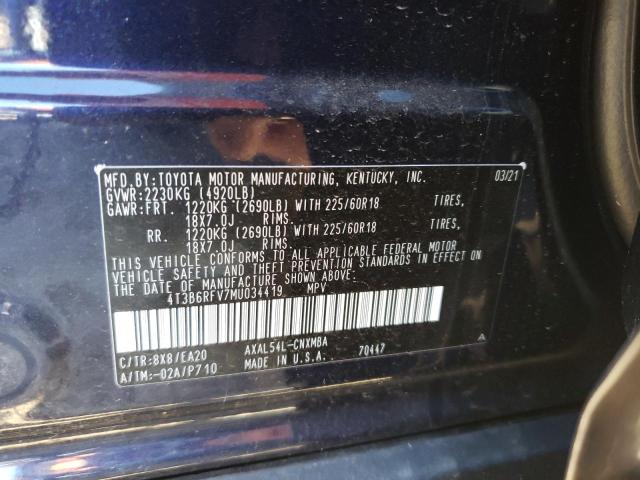 MFD.BY:TOYOTA MOTOR MANUFACTURING, KENTUCKY, INC. 03/21
GVWR:2230KG (4920LB)
GAWR:FRT. 1220KG (2690LB) WITH 225/60R18 TIRES,
18X7.0J RIMS.
RR. 1220KG (2690LB) WITH 225/60R18 TIRES,
18X7.0J RIMS.
THIS VEHICLE CONFORMS TO ALL APPLICABLE FEDERAL MOTOR
VEHICLE SAFETY AND THEFT PREVENTION STANDARDS IN EFFECT ON
THE DATE OF MANUFACTURE SHOWN ABOVE.
4T3B6RFV7MU034419 MPV
C/TR:8X8/EA20 AXAL54L-CNXMBA A
A/TM:-02A/P710 MADE IN U.S.A. 70447